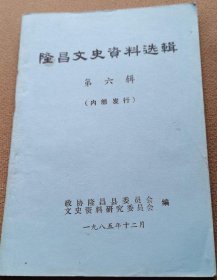 隆昌文史資料选輯
第六辑
(内部发行)
政协隆昌县委员会
文史资料研究委员会 编
一九八五年十二月